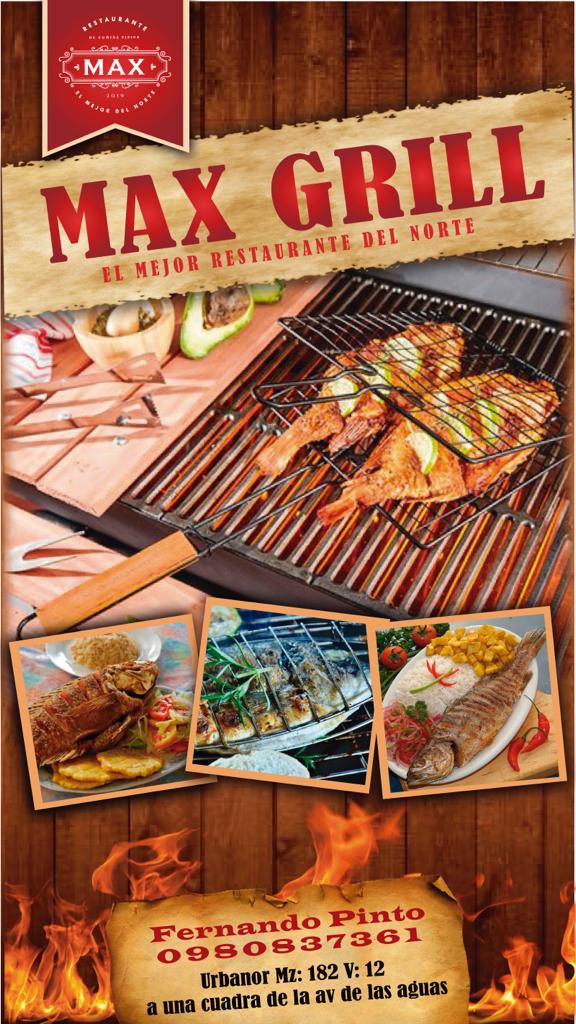 RESTAURANTE
DE COMIDA TIPICA
MAX
2019
EL MEJOR DEL NORTE
MAX GRILL
EL MEJOR RESTAURANTE DEL NORTE
Fernando Pinto
0980837361
Urbanor Mz: 182 V: 12
a una cuadra de la av de las aguas